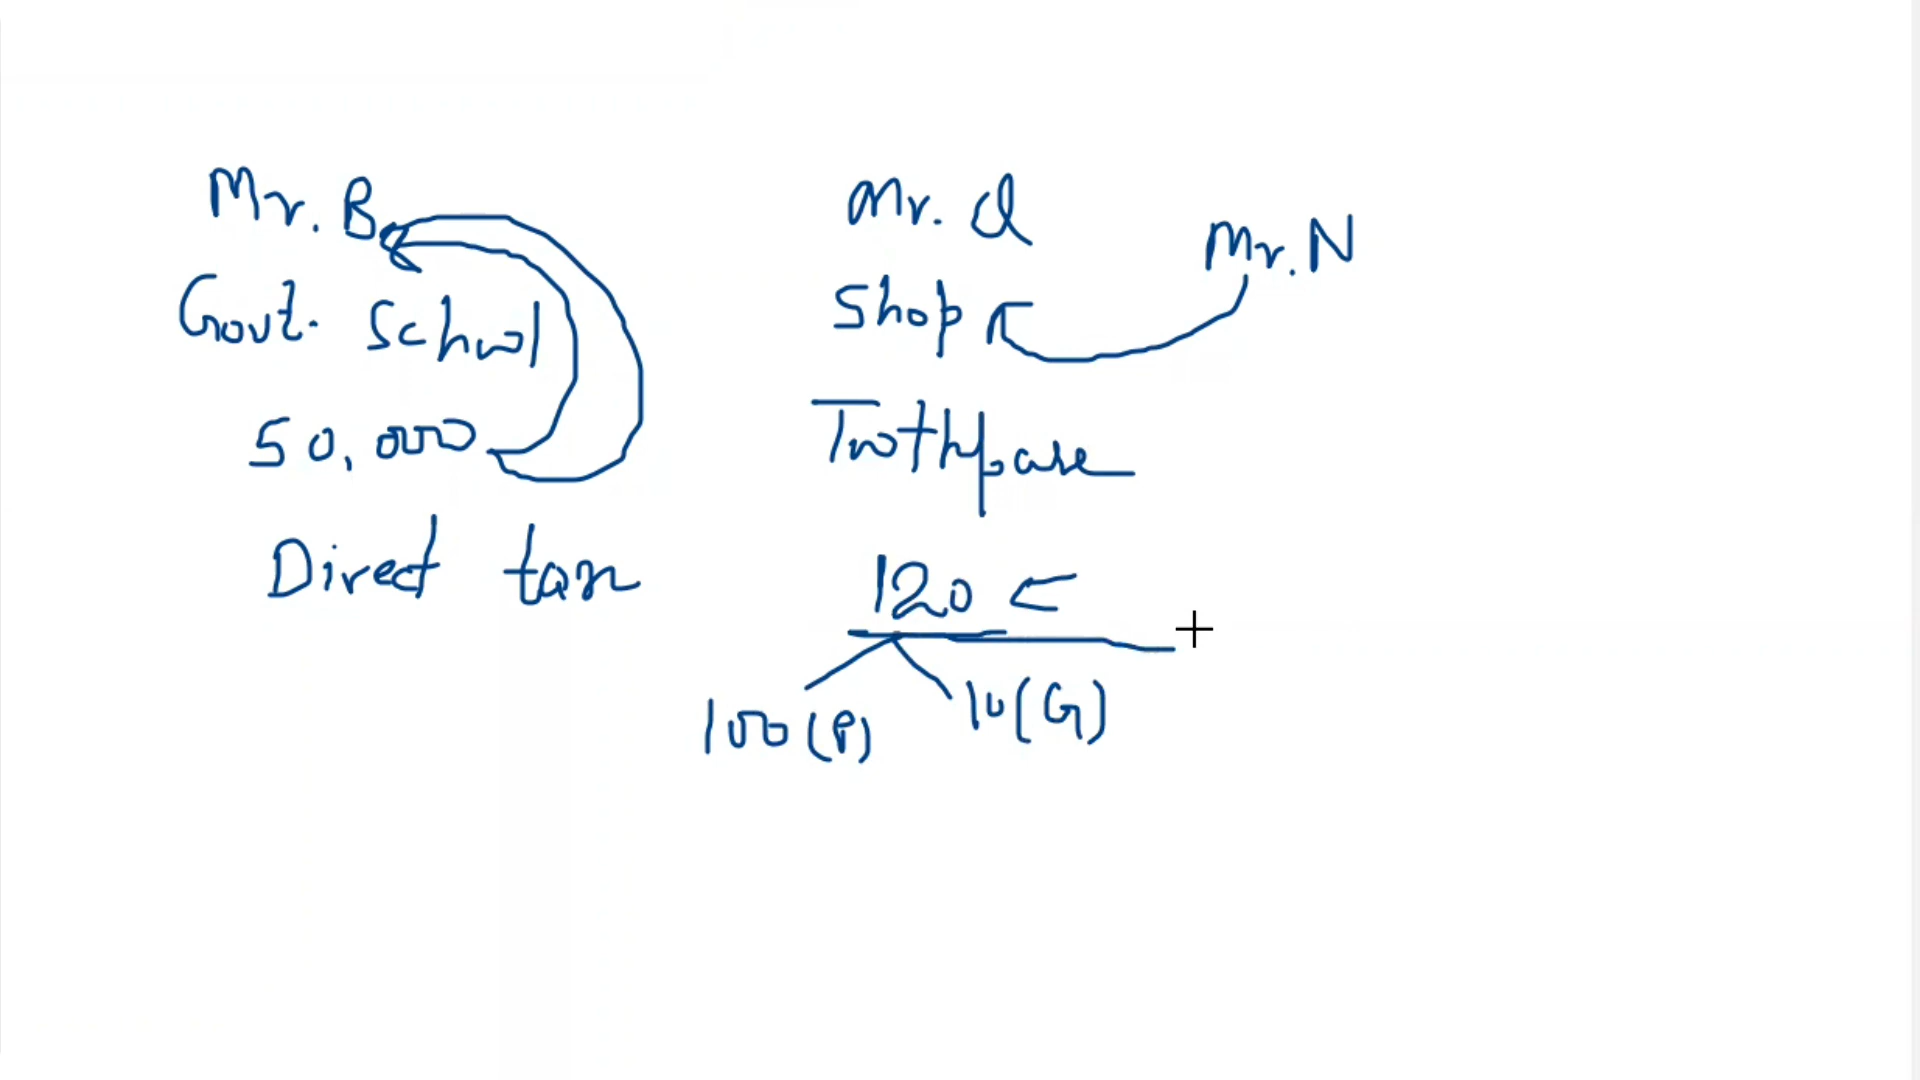 Mr. B
Govt. School
50,000
Direct tax
Mr. Q
Shop
Toothpaste
120
100 (P)
10 (G)
Mr. N